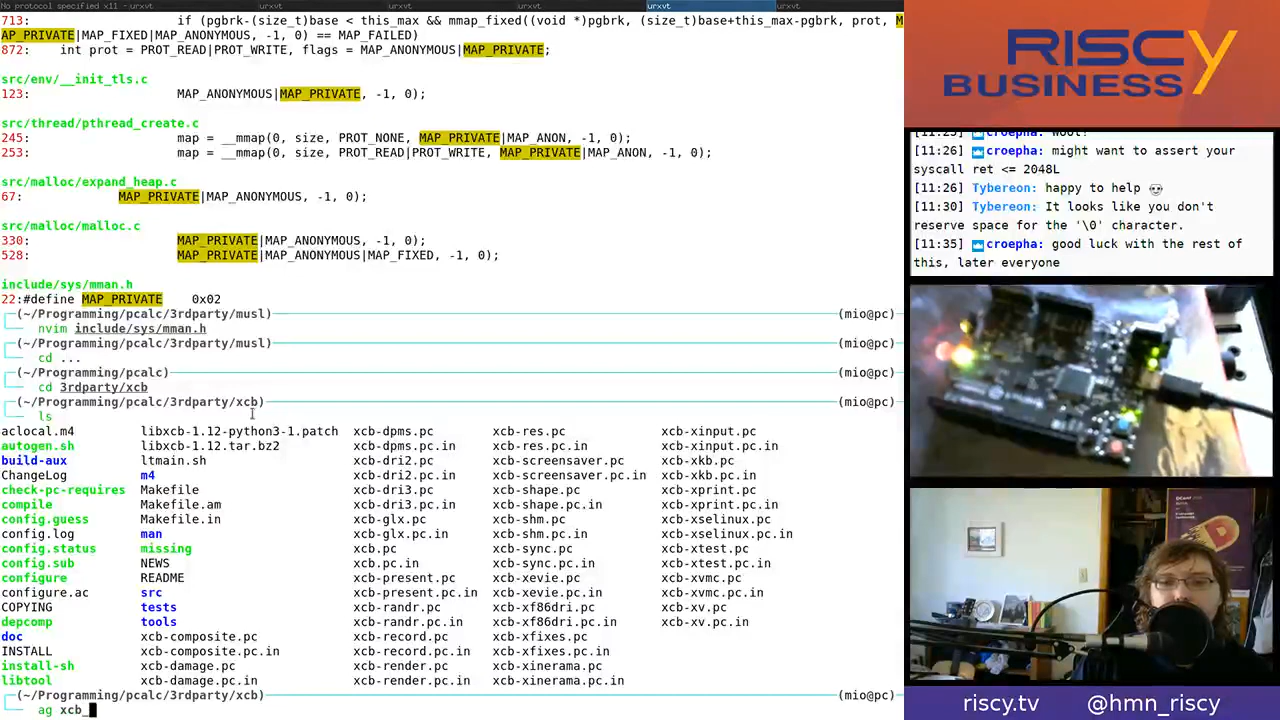 No protocol specified x11 - urxvt urxvt urxvt urxvt urxvt urxvt
713: if (pgbrk-(size_t)base < this_max && mmap_fixed((void *)pgbrk, (size_t)base+this_max-pgbrk, prot, M
AP_PRIVATE|MAP_FIXED|MAP_ANONYMOUS, -1, 0) == MAP_FAILED)
872: int prot = PROT_READ|PROT_WRITE, flags = MAP_ANONYMOUS|MAP_PRIVATE;
src/env/__init_tls.c
123: MAP_ANONYMOUS|MAP_PRIVATE, -1, 0);
src/thread/pthread_create.c
245: map = __mmap(0, size, PROT_NONE, MAP_PRIVATE|MAP_ANON, -1, 0);
253: map = __mmap(0, size, PROT_READ|PROT_WRITE, MAP_PRIVATE|MAP_ANON, -1, 0);
src/malloc/expand_heap.c
67: MAP_PRIVATE|MAP_ANONYMOUS, -1, 0);
src/malloc/malloc.c
330: MAP_PRIVATE|MAP_ANONYMOUS, -1, 0);
528: MAP_PRIVATE|MAP_ANONYMOUS|MAP_FIXED, -1, 0);
include/sys/mman.h
22:#define MAP_PRIVATE 0x02
(~/Programming/pcalc/3rdparty/musl) (mio@pc)
nvim include/sys/mman.h
(~/Programming/pcalc/3rdparty/musl) (mio@pc)
cd ...
(~/Programming/pcalc) (mio@pc)
cd 3rdparty/xcb
(~/Programming/pcalc/3rdparty/xcb) (mio@pc)
ls
aclocal.m4 libxcb-1.12-python3-1.patch xcb-dpms.pc xcb-res.pc xcb-xinput.pc
autogen.sh libxcb-1.12.tar.bz2 xcb-dpms.pc.in xcb-res.pc.in xcb-xinput.pc.in
build-aux ltmain.sh xcb-dri2.pc xcb-screensaver.pc xcb-xkb.pc
ChangeLog m4 xcb-dri2.pc.in xcb-screensaver.pc.in xcb-xkb.pc.in
check-pc-requires Makefile xcb-dri3.pc xcb-shape.pc xcb-xprint.pc
compile Makefile.am xcb-dri3.pc.in xcb-shape.pc.in xcb-xprint.pc.in
config.guess Makefile.in xcb-glx.pc xcb-shm.pc xcb-xselinux.pc
config.log man xcb-glx.pc.in xcb-shm.pc.in xcb-xselinux.pc.in
config.status missing xcb.pc xcb-sync.pc xcb-xtest.pc
config.sub NEWS xcb.pc.in xcb-sync.pc.in xcb-xtest.pc.in
configure README xcb-present.pc xcb-xevie.pc xcb-xvmc.pc
configure.ac src xcb-present.pc.in xcb-xevie.pc.in xcb-xvmc.pc.in
COPYING tests xcb-randr.pc xcb-xf86dri.pc xcb-xv.pc
depcomp tools xcb-randr.pc.in xcb-xf86dri.pc.in xcb-xv.pc.in
doc xcb-composite.pc xcb-record.pc xcb-xfixes.pc
INSTALL xcb-composite.pc.in xcb-record.pc.in xcb-xfixes.pc.in
install-sh xcb-damage.pc xcb-render.pc xcb-xinerama.pc
libtool xcb-damage.pc.in xcb-render.pc.in xcb-xinerama.pc.in
(~/Programming/pcalc/3rdparty/xcb) (mio@pc)
ag xcb_
RISCY
BUSINESS
[11:25] croepha: woot!
[11:26] croepha: might want to assert your
syscall ret <= 2048L
[11:26] Tybereon: happy to help
[11:30] Tybereon: It looks like you don't
reserve space for the '\0' character.
[11:35] croepha: good luck with the rest of
this, later everyone
riscy.tv @hmn_riscy